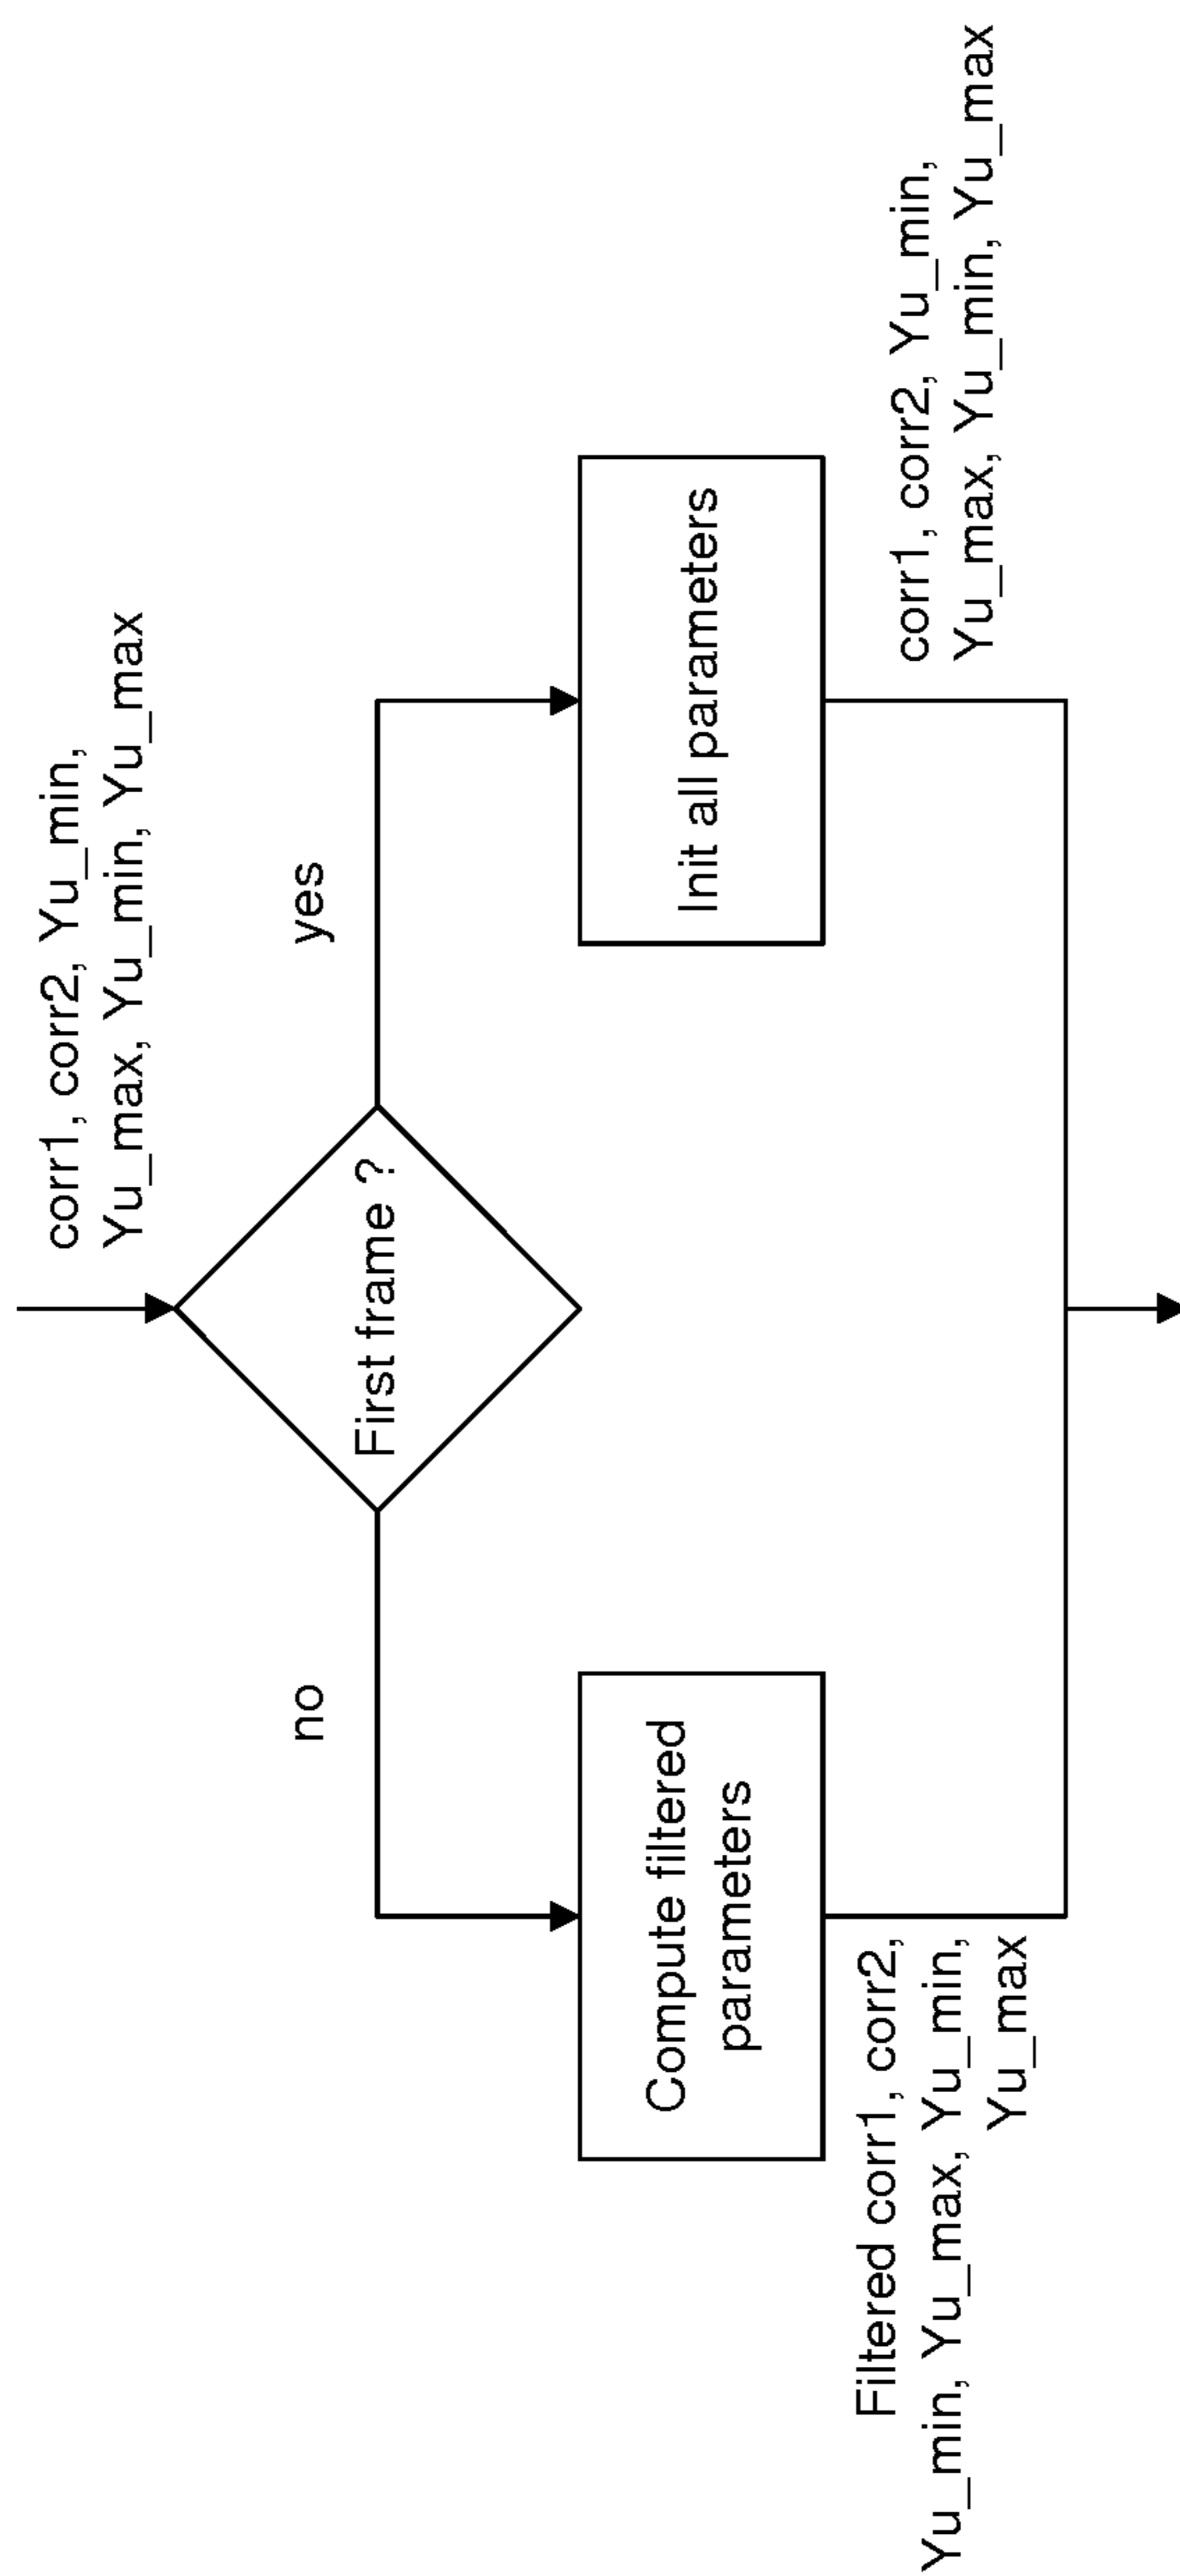 corr1, corr2, Yu_min,
Yu_max, Yu_min, Yu_max
First frame ?
no
yes
Compute filtered
parameters
Init all parameters
Filtered corr1, corr2,
Yu_min, Yu_max, Yu_min,
Yu_max
corr1, corr2, Yu_min,
Yu_max, Yu_min, Yu_max